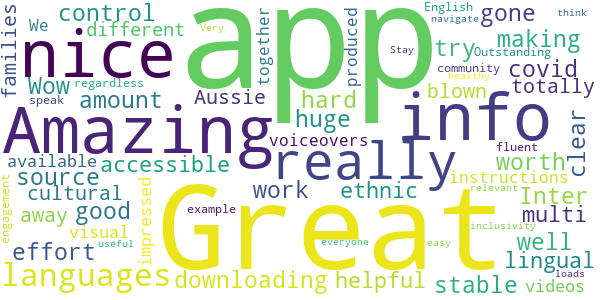 We control different together produced English navigate gone think
families nice app try Outstanding making
Wow Very Stay community healthy covid
regardless Aussie hard blown totally
amount speak huge
Amazing info clear
voiceovers really fluent
available accessible worth
source work ethnic instructions
cultural relevant Inter
engagement away good example Great multi
visual impressed inclusivity
effort useful everyone easy well lingual
languages downloading helpful stable loads videos